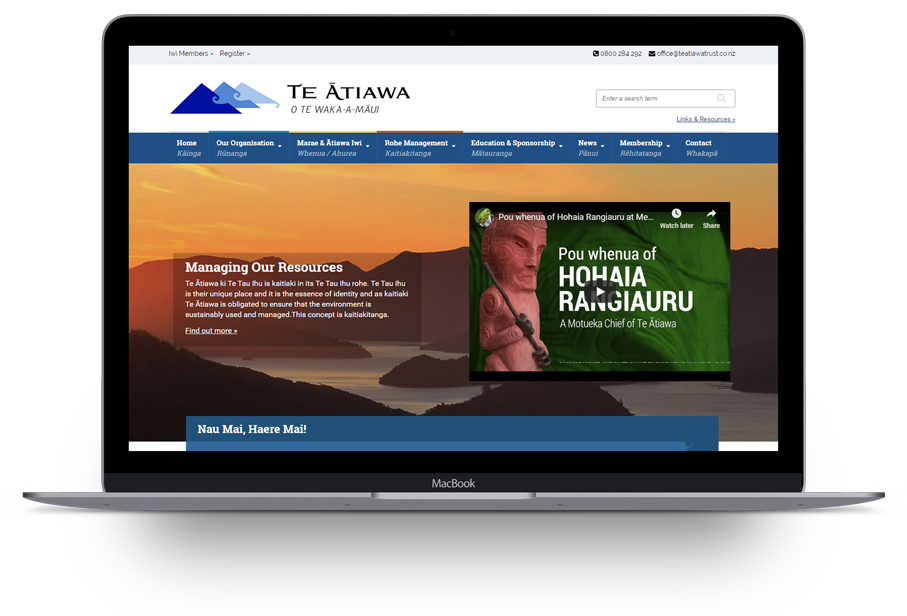 Iwi Members
Register »
0800 284 292
office@teatiawatrust.co.nz
TE ĀTIAWA
O TE WAKA-A-MĀUI
Enter a search term
Links & Resources »
Home
Kāinga
Our Organisation
Rūnanga
Marae & Ātiawa Iwi
Whenua / Ahurea
Rohe Management
Kaitiakitanga
Education & Sponsorship
Mātauranga
News
Pānui
Membership
Rēhitatanga
Contact
Whakapā
Managing Our Resources
Te Ātiawa ki Te Tau Ihu is kaitiaki in its Te Tau Ihu rohe. Te Tau Ihu
is their unique place and it is the essence of identity and as kaitiaki
Te Ātiawa is obligated to ensure that the environment is
sustainably used and managed.This concept is kaitiakitanga.
Find out more »
Pou whenua of Hohaia Rangiauru at Me...
Watch later
Share
Pou whenua of
HOHAIA
RANGIAURU
A Motueka Chief of Te Ātiawa
Nau Mai, Haere Mai!
MacBook